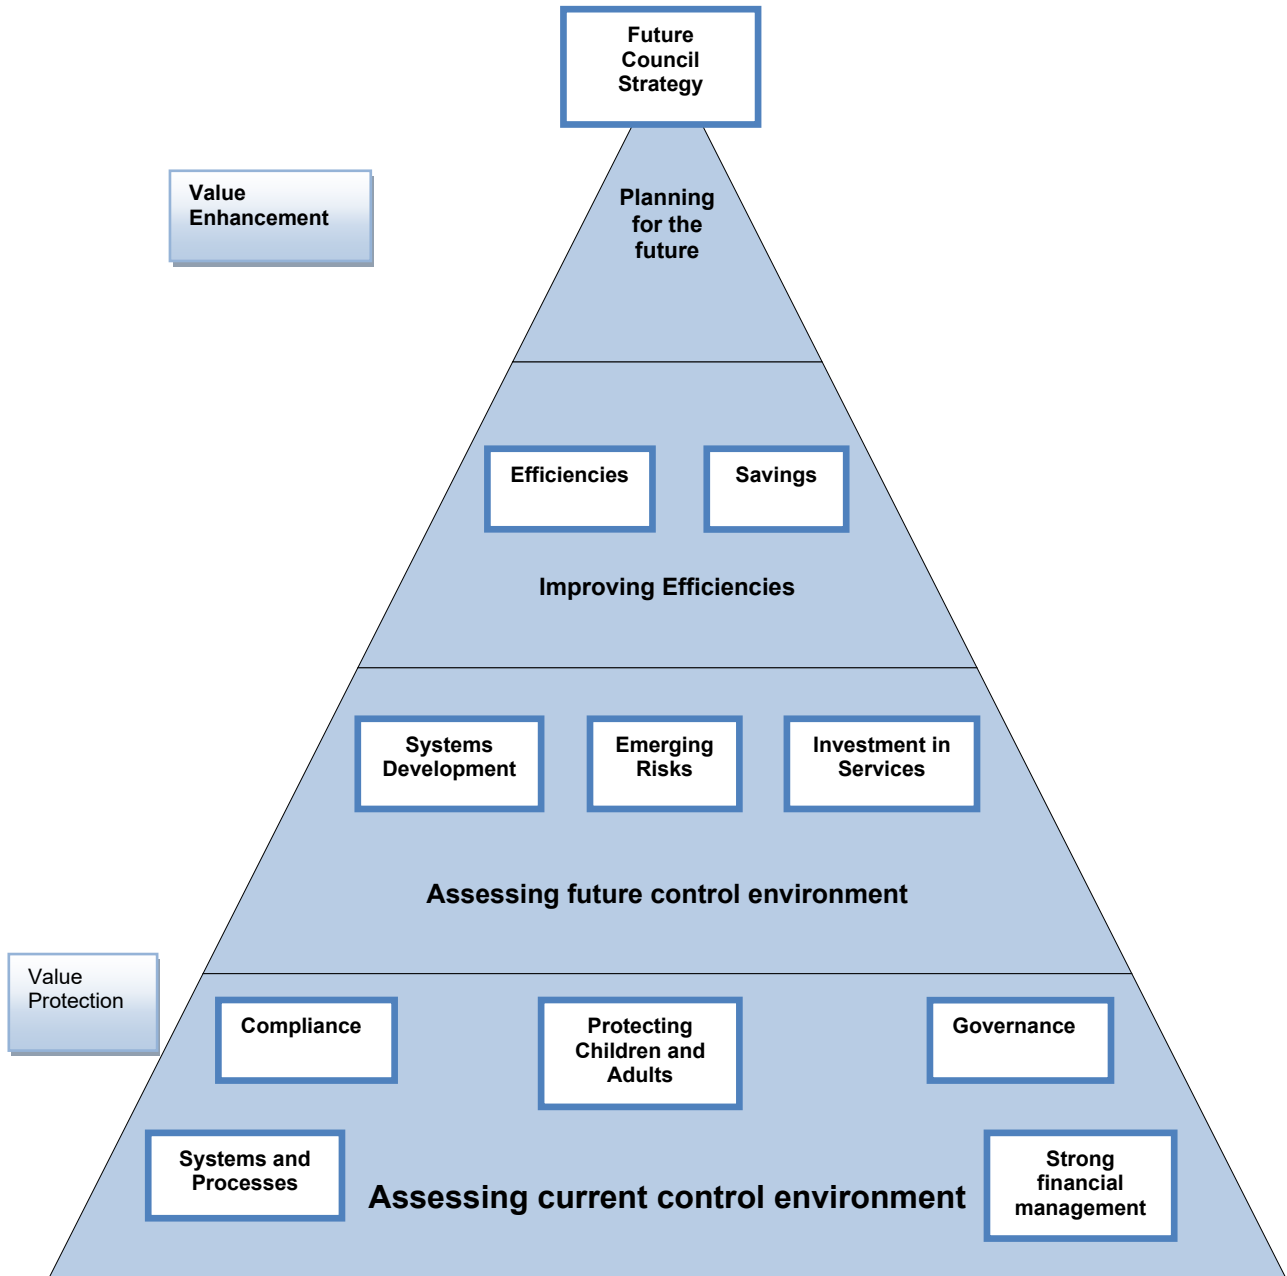 Future
Council
Strategy
Value
Enhancement
Planning
for the
future
Efficiencies
Savings
Improving Efficiencies
Systems
Development
Emerging
Risks
Investment in
Services
Assessing future control environment
Value
Protection
Compliance
Protecting
Children and
Adults
Governance
Systems and
Processes
Strong
financial
management
Assessing current control environment